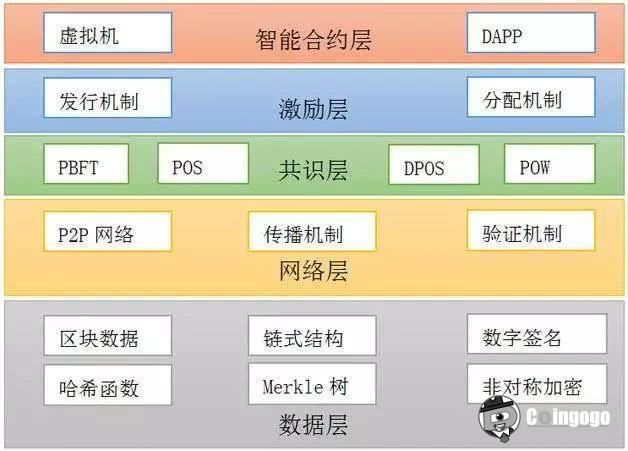 虚拟机 智能合约层 DAPP
发行机制 激励层 分配机制
PBFT POS 共识层 DPOS POW
P2P 网络 传播机制 验证机制
网络层
区块数据 链式结构 数字签名
哈希函数 Merkle 树 非对称加密
数据层
Coingogo